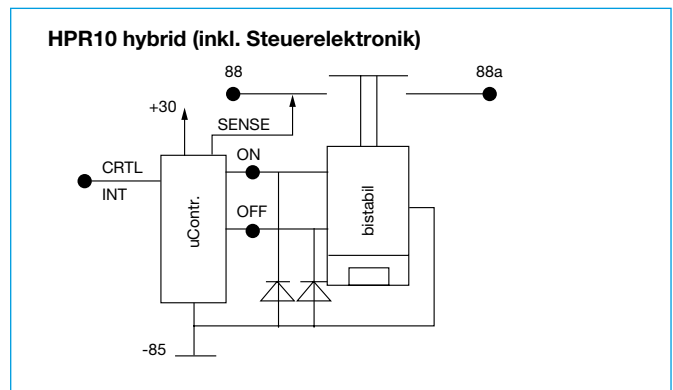 HPR10 hybrid (inkl. Steuerelektronik)
88
88a
+30
SENSE
CRTL
INT
ON
OFF
uContr.
bistabil
-85